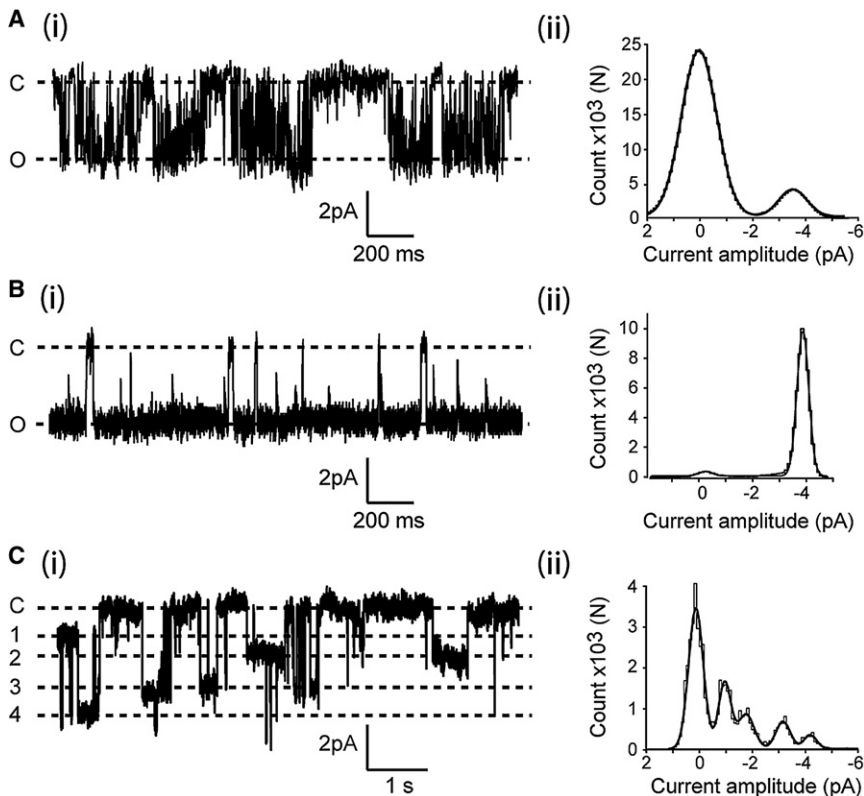 A (i)
C
O
2pA
200 ms
(ii)
Count x10³ (N)
25
20
15
10
5
0
2 0 -2 -4 -6
Current amplitude (pA)
B (i)
C
O
2pA
200 ms
(ii)
Count x10³ (N)
10
8
6
4
2
0
0 -2 -4
Current amplitude (pA)
C (i)
C
1
2
3
4
2pA
1 s
(ii)
Count x10³ (N)
4
3
2
1
0
2 0 -2 -4 -6
Current amplitude (pA)